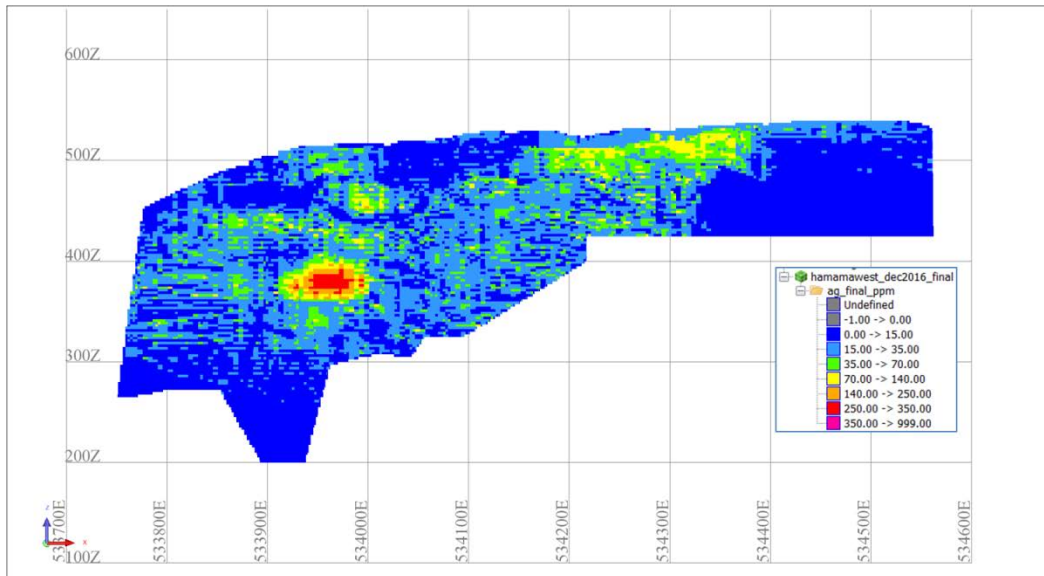 600Z
500Z
400Z
300Z
200Z
100Z
533700E
533800E
533900E
534000E
534100E
534200E
534300E
534400E
534500E
534600E
z
x
hamamawest_dec2016_final
ag_final_ppm
Undefined
-1.00 -> 0.00
0.00 -> 15.00
15.00 -> 35.00
35.00 -> 70.00
70.00 -> 140.00
140.00 -> 250.00
250.00 -> 350.00
350.00 -> 999.00